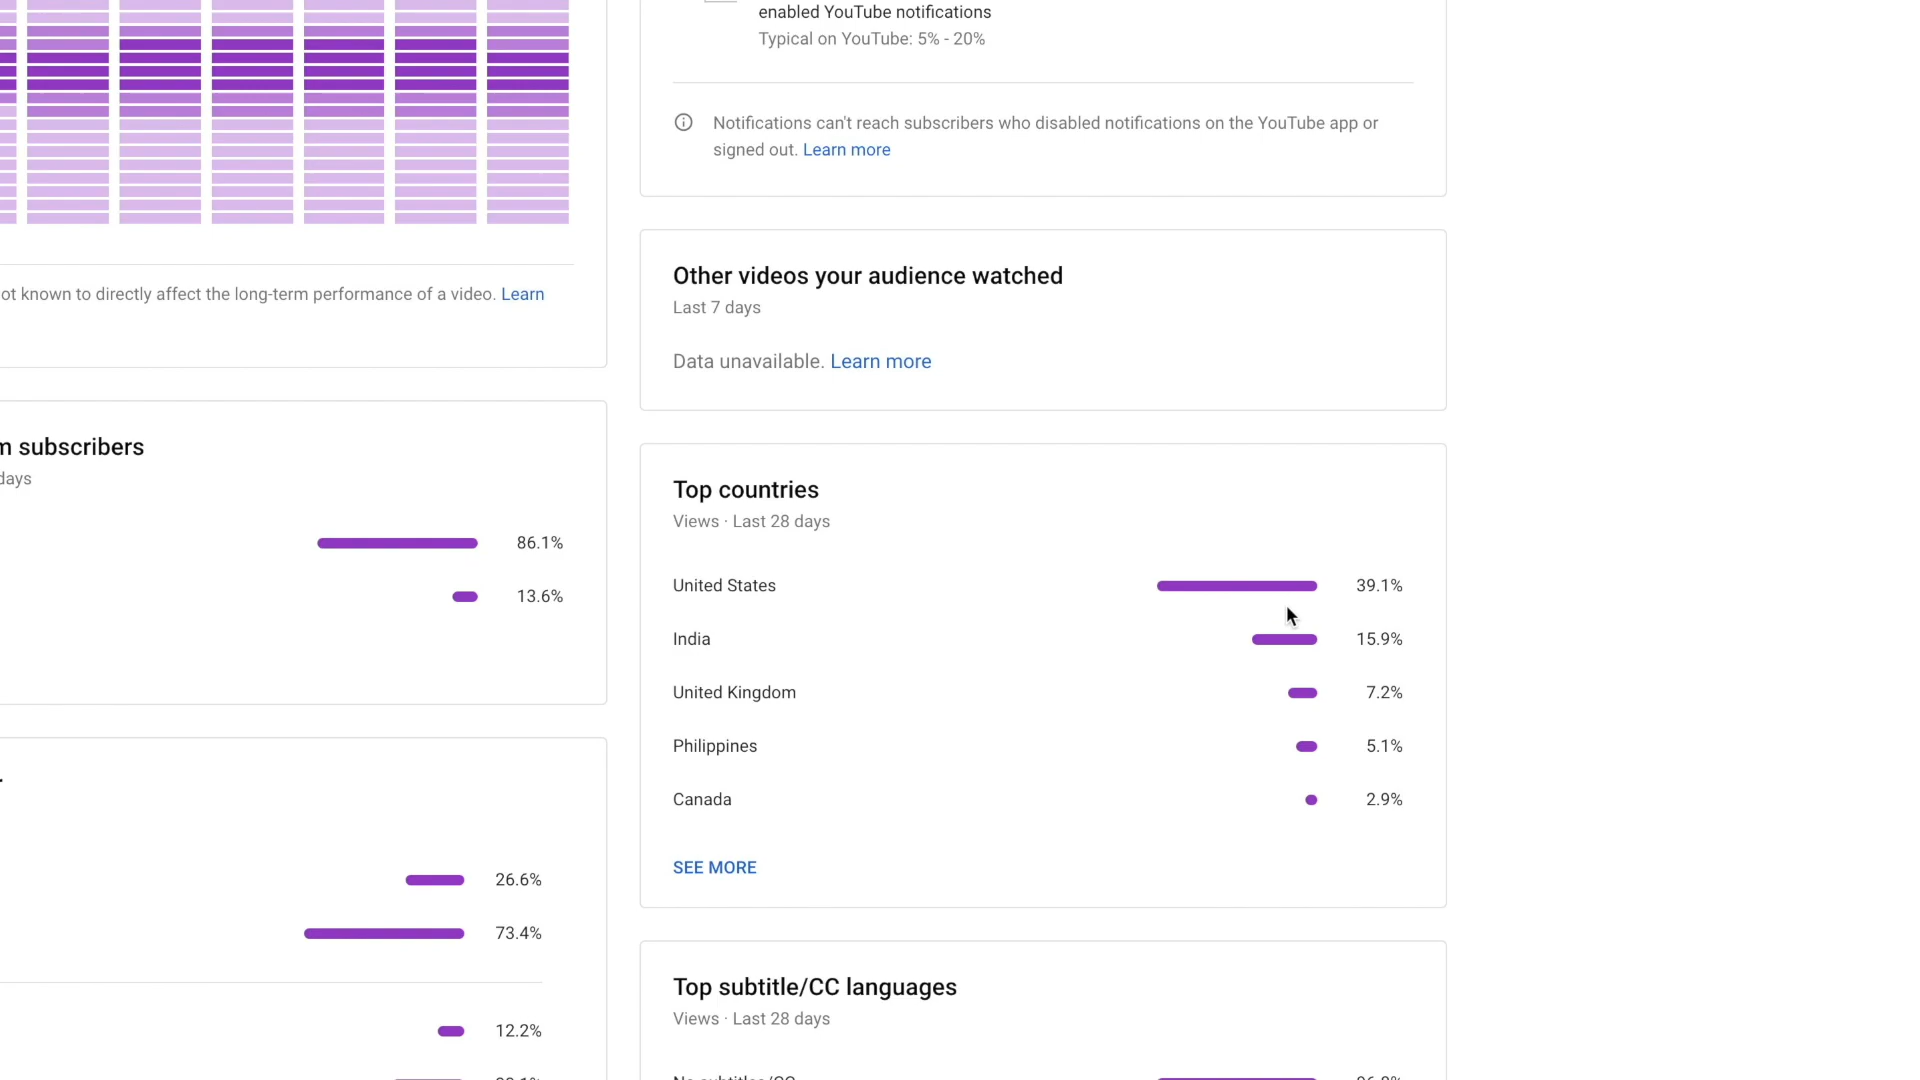 enabled YouTube notifications
Typical on YouTube: 5% - 20%
Notifications can't reach subscribers who disabled notifications on the YouTube app or
signed out. Learn more
ot known to directly affect the long-term performance of a video. Learn
Other videos your audience watched
Last 7 days
Data unavailable. Learn more
m subscribers
days
86.1%
13.6%
26.6%
73.4%
12.2%
Top countries
Views · Last 28 days
United States 39.1%
India 15.9%
United Kingdom 7.2%
Philippines 5.1%
Canada 2.9%
SEE MORE
Top subtitle/CC languages
Views · Last 28 days